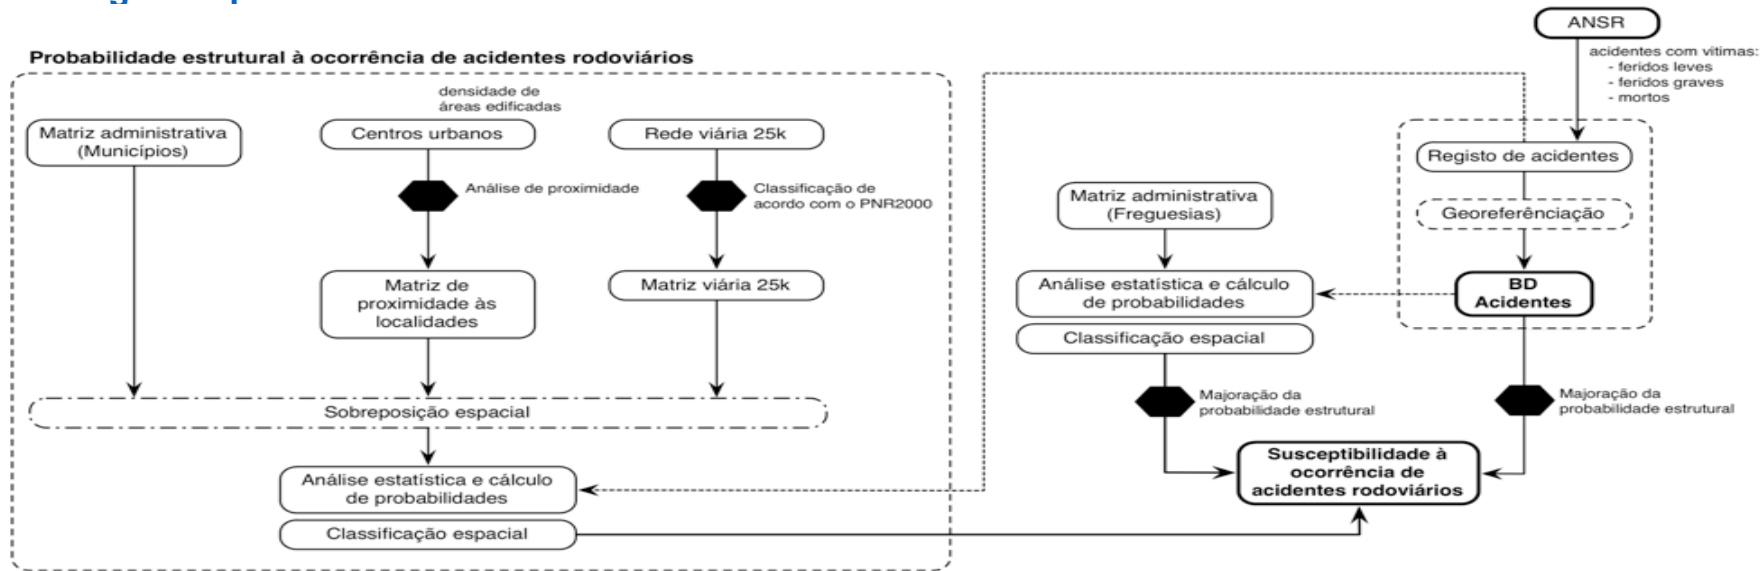 Probabilidade estrutural à ocorrência de acidentes rodoviários
densidade de
áreas edificadas
Matriz administrativa
(Municípios)
Centros urbanos
Rede viária 25k
Análise de proximidade
Classificação de
acordo com o PNR2000
Matriz de
proximidade às
localidades
Matriz viária 25k
Sobreposição espacial
Análise estatística e cálculo
de probabilidades
Classificação espacial
ANSR
acidentes com vitimas:
- feridos leves
- feridos graves
- mortos
Registo de acidentes
Georeferênciação
BD
Acidentes
Matriz administrativa
(Freguesias)
Análise estatística e cálculo
de probabilidades
Classificação espacial
Majoração da
probabilidade estrutural
Majoração da
probabilidade estrutural
Susceptibilidade à
ocorrência de
acidentes rodoviários